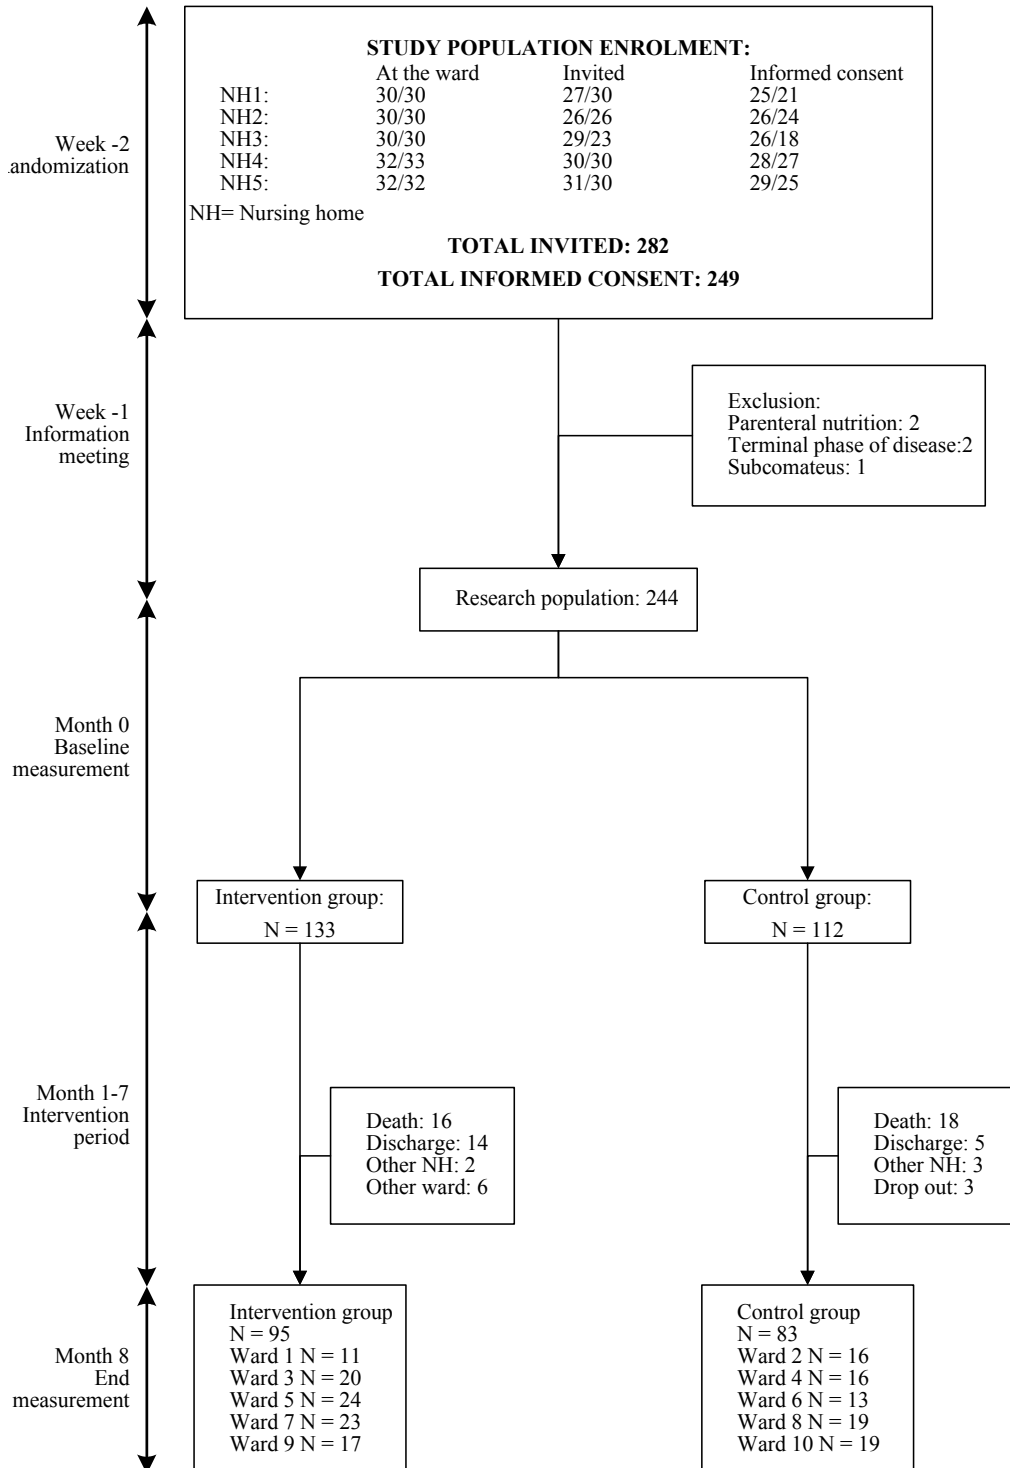 STUDY POPULATION ENROLMENT:
At the ward Invited Informed consent
NH1: 30/30 27/30 25/21
NH2: 30/30 26/26 26/24
NH3: 30/30 29/23 26/18
NH4: 32/33 30/30 28/27
NH5: 32/32 31/30 29/25
NH= Nursing home
TOTAL INVITED: 282
TOTAL INFORMED CONSENT: 249
Week -2
andomization
Week -1
Information
meeting
Exclusion:
Parenteral nutrition: 2
Terminal phase of disease:2
Subcomateus: 1
Research population: 244
Month 0
Baseline
measurement
Intervention group:
N = 133
Control group:
N = 112
Month 1-7
Intervention
period
Death: 16
Discharge: 14
Other NH: 2
Other ward: 6
Death: 18
Discharge: 5
Other NH: 3
Drop out: 3
Month 8
End
measurement
Intervention group
N = 95
Ward 1 N = 11
Ward 3 N = 20
Ward 5 N = 24
Ward 7 N = 23
Ward 9 N = 17
Control group
N = 83
Ward 2 N = 16
Ward 4 N = 16
Ward 6 N = 13
Ward 8 N = 19
Ward 10 N = 19